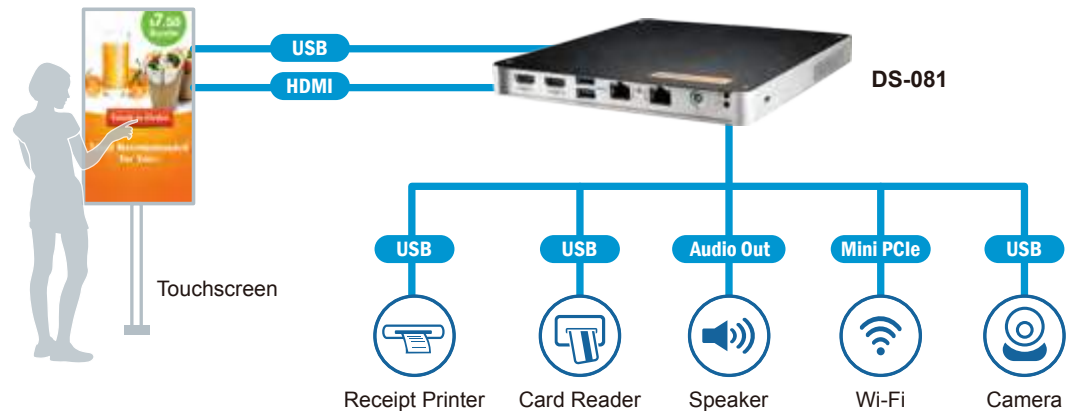 7.50
USB
HDMI
DS-081
Touchscreen
USB
USB
Audio Out
Mini PCIe
USB
Receipt Printer
Card Reader
Speaker
Wi-Fi
Camera